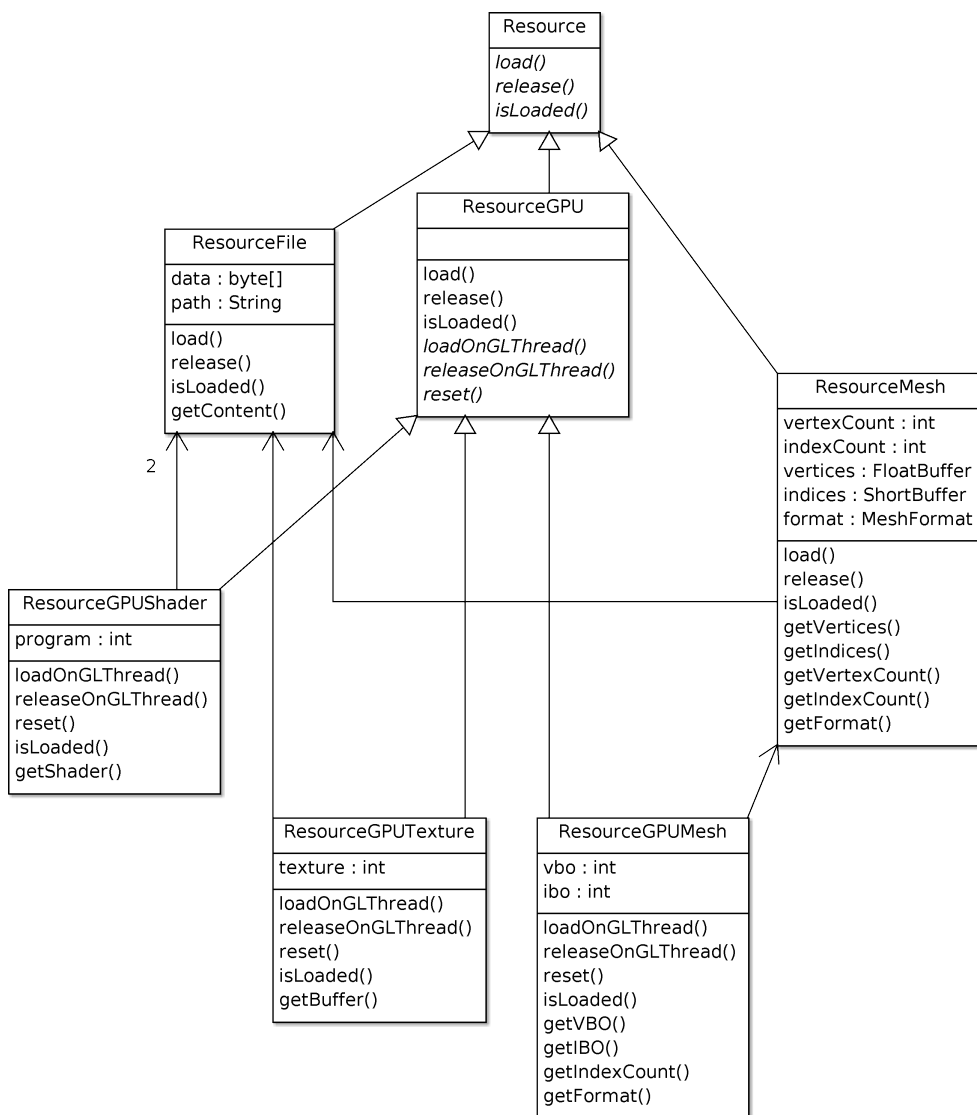 Resource
load()
release()
isLoaded()
ResourceGPU
load()
release()
isLoaded()
loadOnGLThread()
releaseOnGLThread()
reset()
ResourceFile
data : byte[]
path : String
load()
release()
isLoaded()
getContent()
ResourceMesh
vertexCount : int
indexCount : int
vertices : FloatBuffer
indices : ShortBuffer
format : MeshFormat
load()
release()
isLoaded()
getVertices()
getIndices()
getVertexCount()
getIndexCount()
getFormat()
2
ResourceGPUShader
program : int
loadOnGLThread()
releaseOnGLThread()
reset()
isLoaded()
getShader()
ResourceGPUTexture
texture : int
loadOnGLThread()
releaseOnGLThread()
reset()
isLoaded()
getBuffer()
ResourceGPUMesh
vbo : int
ibo : int
loadOnGLThread()
releaseOnGLThread()
reset()
isLoaded()
getVBO()
getIBO()
getIndexCount()
getFormat()